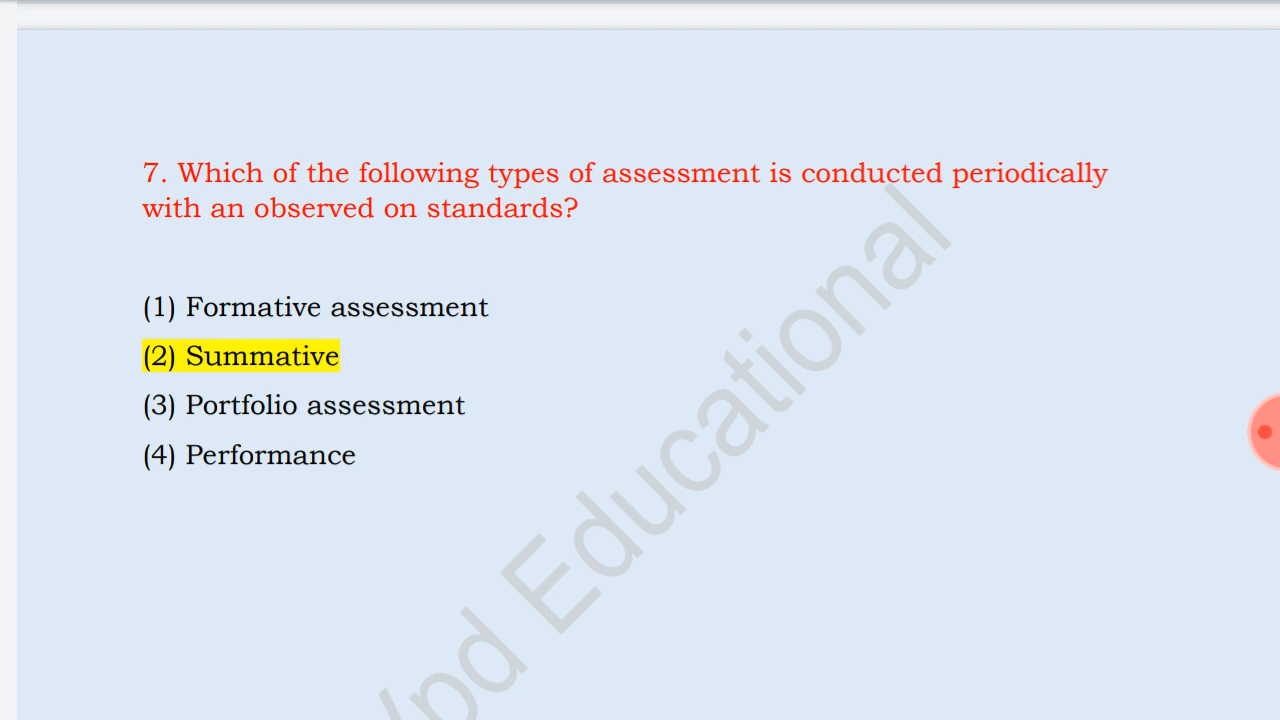 7. Which of the following types of assessment is conducted periodically
with an observed on standards?
(1) Formative assessment
(2) Summative
(3) Portfolio assessment
(4) Performance
Educational